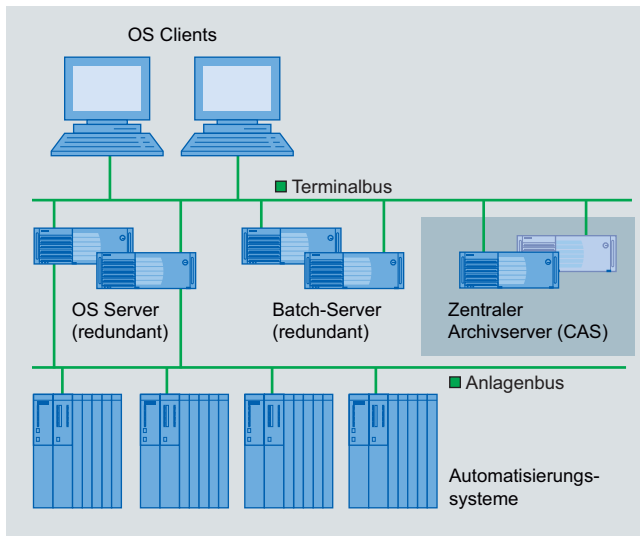 OS Clients
Terminalbus
OS Server
(redundant)
Batch-Server
(redundant)
Zentraler
Archivserver (CAS)
Anlagenbus
Automatisierungs-
systeme